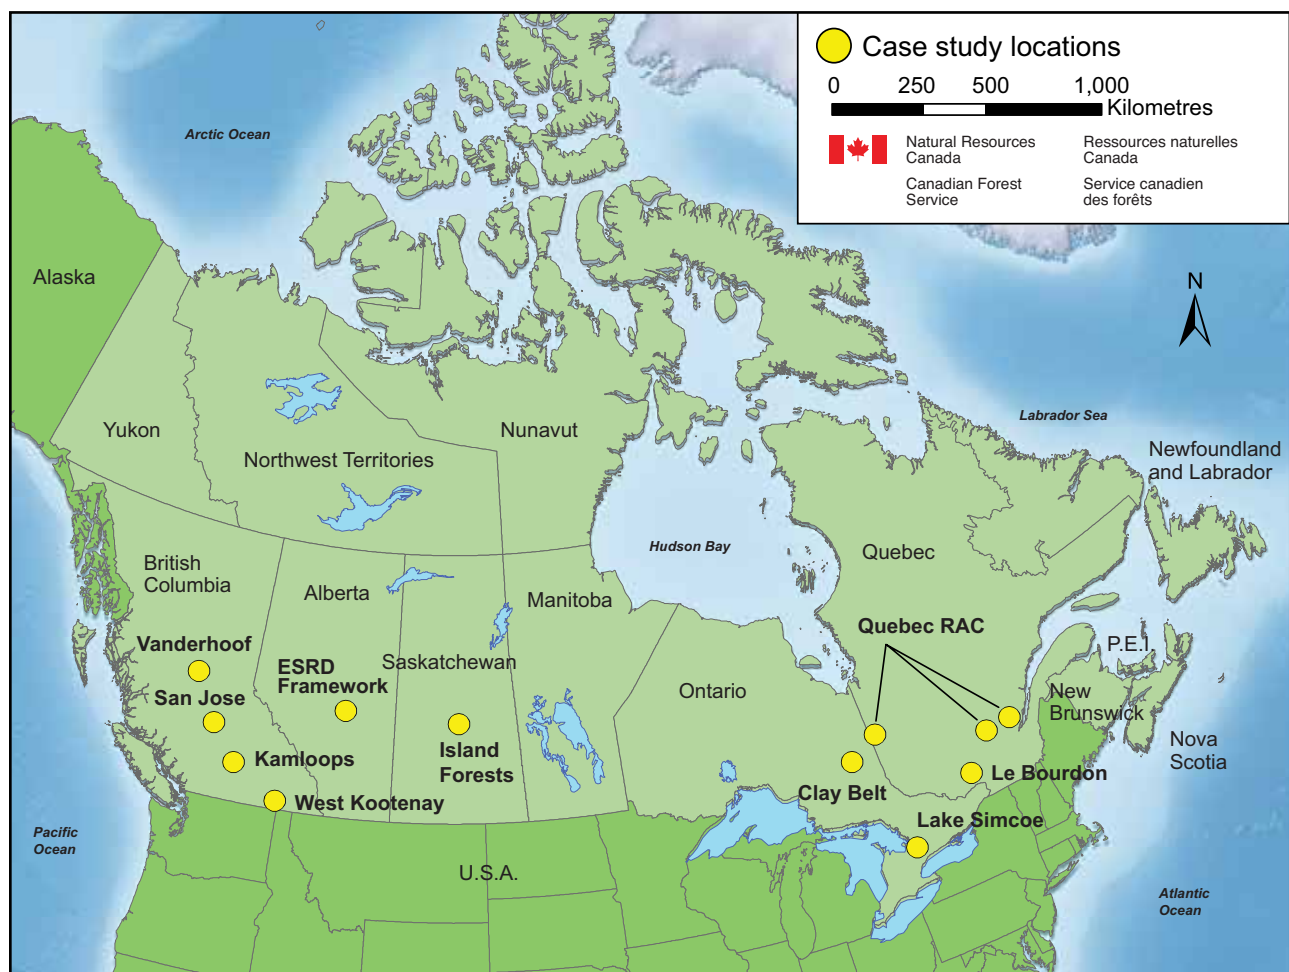 Case study locations
0 250 500 1,000
Kilometres
Natural Resources
Canada
Ressources naturelles
Canada
Canadian Forest
Service
Service canadien
des forêts
Arctic Ocean
Alaska
N
Yukon
Nunavut
Labrador Sea
Northwest Territories
Newfoundland
and Labrador
Hudson Bay
Quebec
British
Columbia
Alberta
Manitoba
Vanderhoof
ESRD
Framework
Saskatchewan
Quebec RAC
P.E.I.
San Jose
Ontario
New
Brunswick
Nova
Scotia
Kamloops
Island
Forests
Le Bourdon
Clay Belt
West Kootenay
Lake Simcoe
Pacific
Ocean
U.S.A.
Atlantic
Ocean